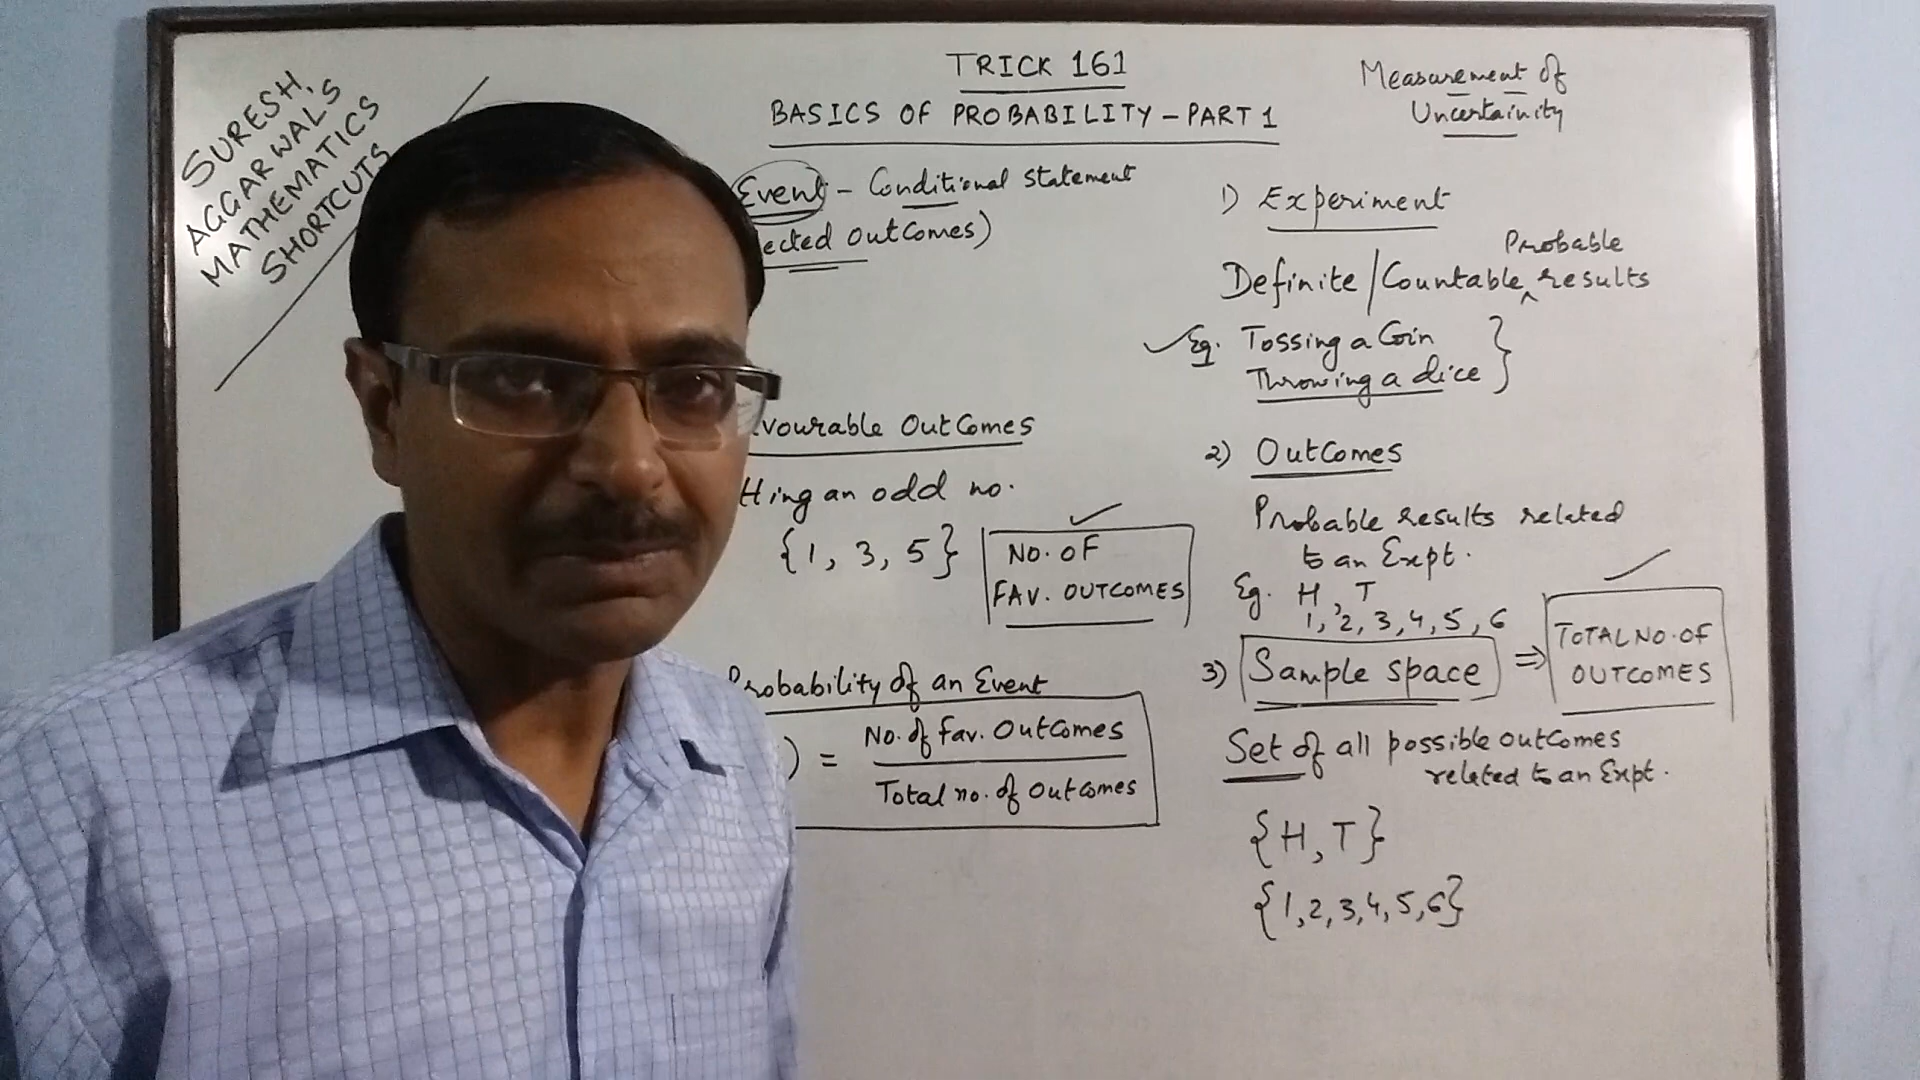 SURESH
AGGARWAL'S
MATHEMATICS
SHORTCUTS
TRICK 161
BASICS OF PROBABILITY – PART 1
Measurement of
Uncertainity
Event – Conditional statement
ected outcomes)
vourable Outcomes
tting an odd no.
{1, 3, 5}
NO. OF
FAV. OUTCOMES
Probability of an Event
) = No. of fav. Outcomes
Total no. of outcomes
1) Experiment
Probable
Definite/Countable ^ results
Eg. Tossing a Coin
Throwing a dice }
2) Outcomes
Probable results related
to an Expt.
Eg. H, T
1, 2, 3, 4, 5, 6
3) Sample space ⇒ TOTAL NO. OF
OUTCOMES
Set of all possible outcomes
related to an Expt.
{H, T}
{1, 2, 3, 4, 5, 6}